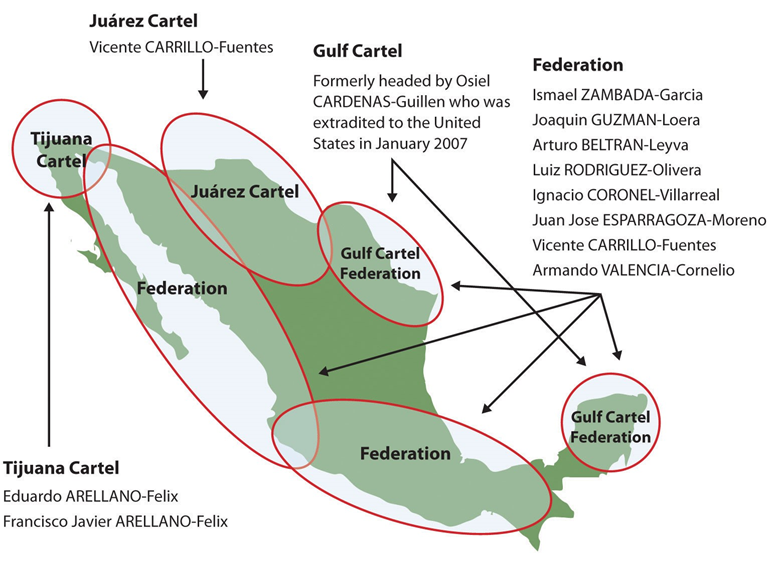 Juárez Cartel
Vicente CARRILLO-Fuentes
Gulf Cartel
Formerly headed by Osiel
CARDENAS-Guillen who was
extradited to the United
States in January 2007
Federation
Ismael ZAMBADA-Garcia
Joaquin GUZMAN-Loera
Arturo BELTRAN-Leyva
Luiz RODRIGUEZ-Olivera
Ignacio CORONEL-Villarreal
Juan Jose ESPARRAGOZA-Moreno
Vicente CARRILLO-Fuentes
Armando VALENCIA-Cornelio
Tijuana
Cartel
Juárez Cartel
Gulf Cartel
Federation
Federation
Gulf Cartel
Federation
Federation
Tijuana Cartel
Eduardo ARELLANO-Felix
Francisco Javier ARELLANO-Felix